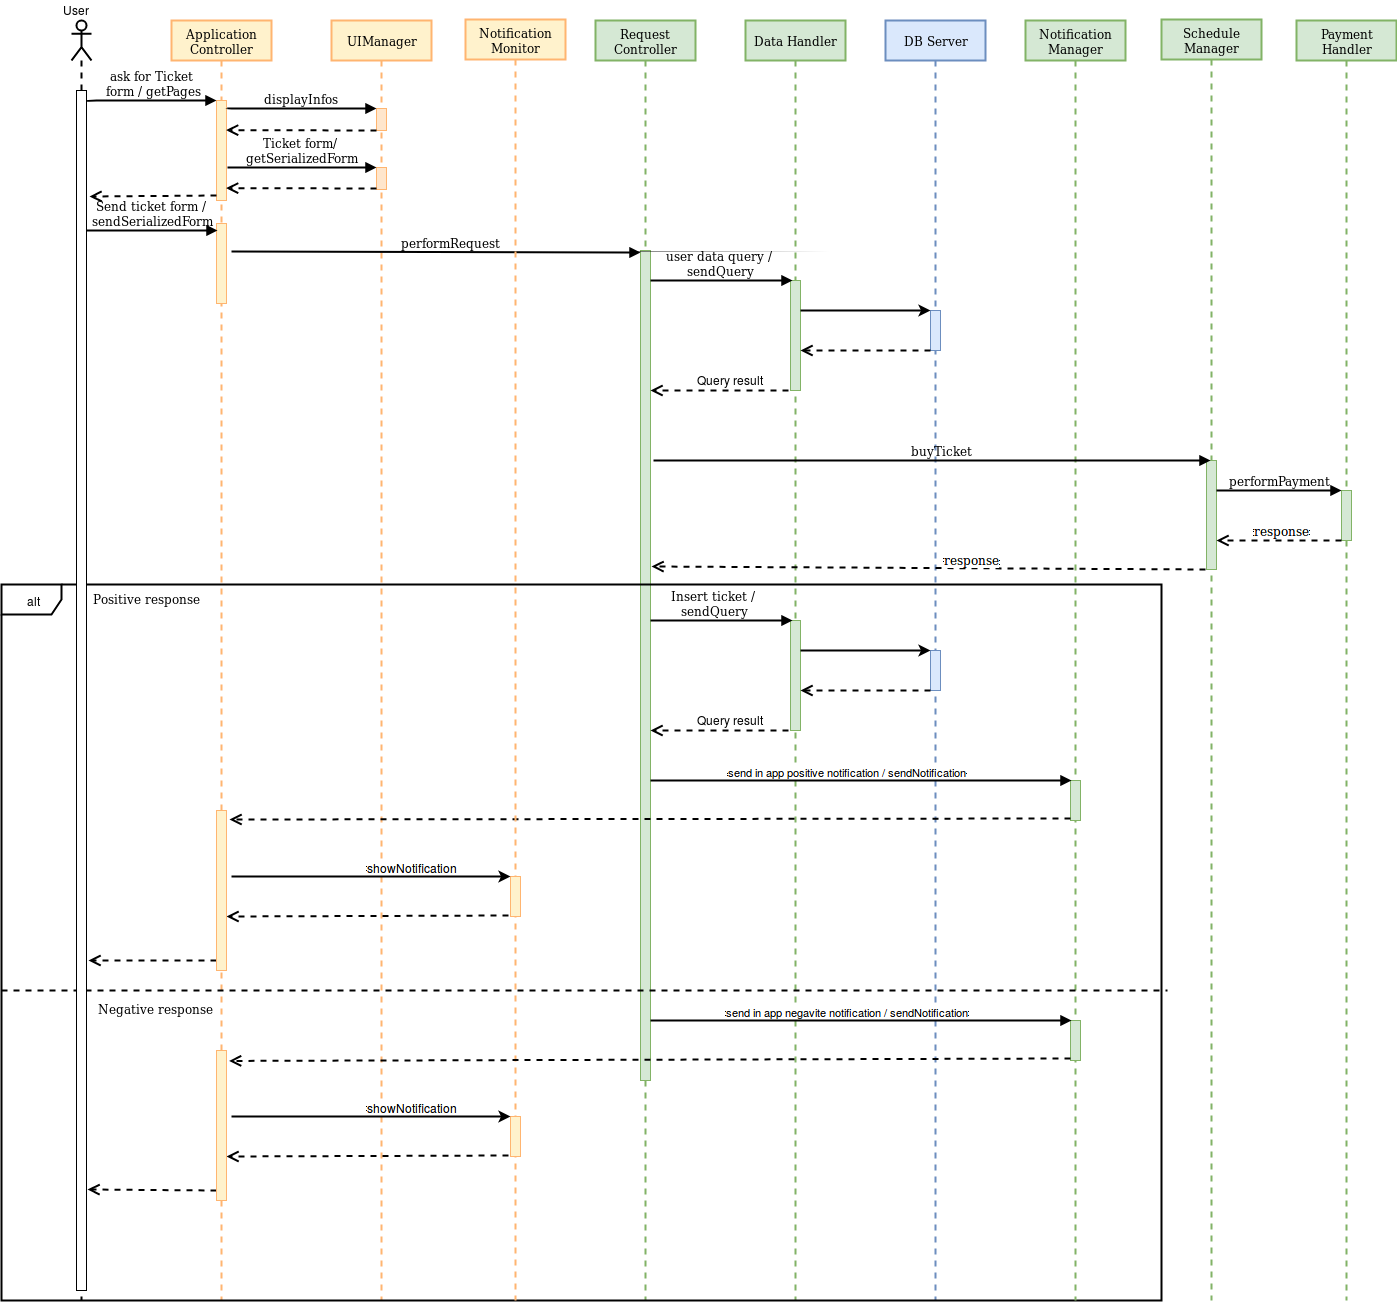 User
Application
Controller
UIManager
Notification
Monitor
Request
Controller
Data Handler
DB Server
Notification
Manager
Schedule
Manager
Payment
Handler
ask for Ticket
form / getPages
displayInfos
Ticket form/
getSerializedForm
Send ticket form /
sendSerializedForm
performRequest
user data query /
sendQuery
Query result
buyTicket
performPayment
response
response
alt
Positive response
Insert ticket /
sendQuery
Query result
send in app positive notification / sendNotification
showNotification
Negative response
send in app negavite notification / sendNotification
showNotification